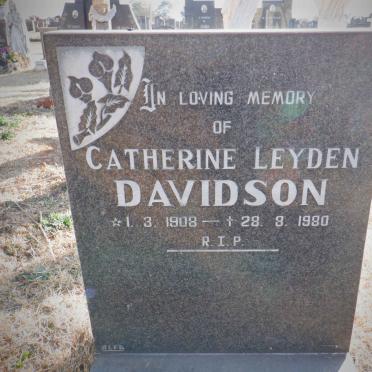 In LOVING MEMORY
OF
CATHERINE LEYDEN
DAVIDSON
☆ 1. 3. 1908 — † 28. 8. 1980
R.I.P.